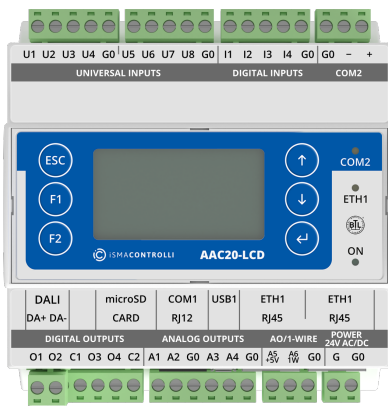 U1 U2 U3 U4 G0 U5 U6 U7 U8 G0 I1 I2 I3 I4 G0 G0 − +
UNIVERSAL INPUTS DIGITAL INPUTS COM2
ESC
F1
F2
COM2
ETH1
BTL
ON
iSMACONTROLLI AAC20-LCD
DALI microSD COM1 USB1 ETH1 ETH1
DA+ DA- CARD RJ12 RJ45 RJ45
DIGITAL OUTPUTS ANALOG OUTPUTS AO/1-WIRE POWER
24V AC/DC
O1 O2 C1 O3 O4 C2 A1 A2 G0 A3 A4 G0 A5 A6 G0 G G0
+5V 1W